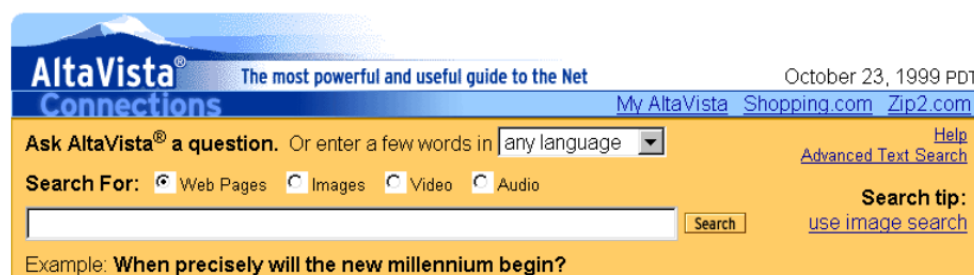 AltaVista® The most powerful and useful guide to the Net October 23, 1999 PDT
Connections My AltaVista Shopping.com Zip2.com
Ask AltaVista® a question. Or enter a few words in any language Help
Advanced Text Search
Search For: Web Pages Images Video Audio
Search tip:
Search use image search
Example: When precisely will the new millennium begin?